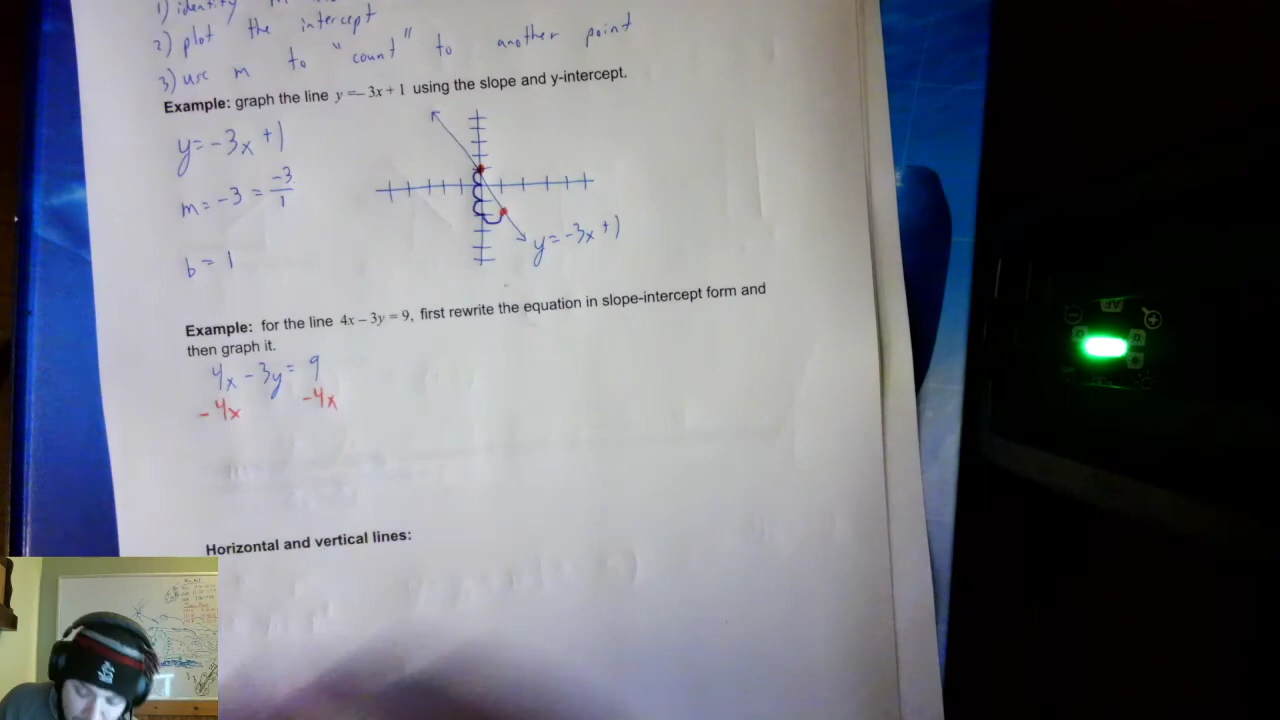 1) identify m
2) plot the intercept
3) use m to "count" to another point
Example: graph the line y = – 3x + 1 using the slope and y-intercept.
y = -3x + 1
m = -3 = -3/1
b = 1
y = -3x + 1
Example: for the line 4x – 3y = 9, first rewrite the equation in slope-intercept form and
then graph it.
4x - 3y = 9
-4x -4x
Horizontal and vertical lines:
AF